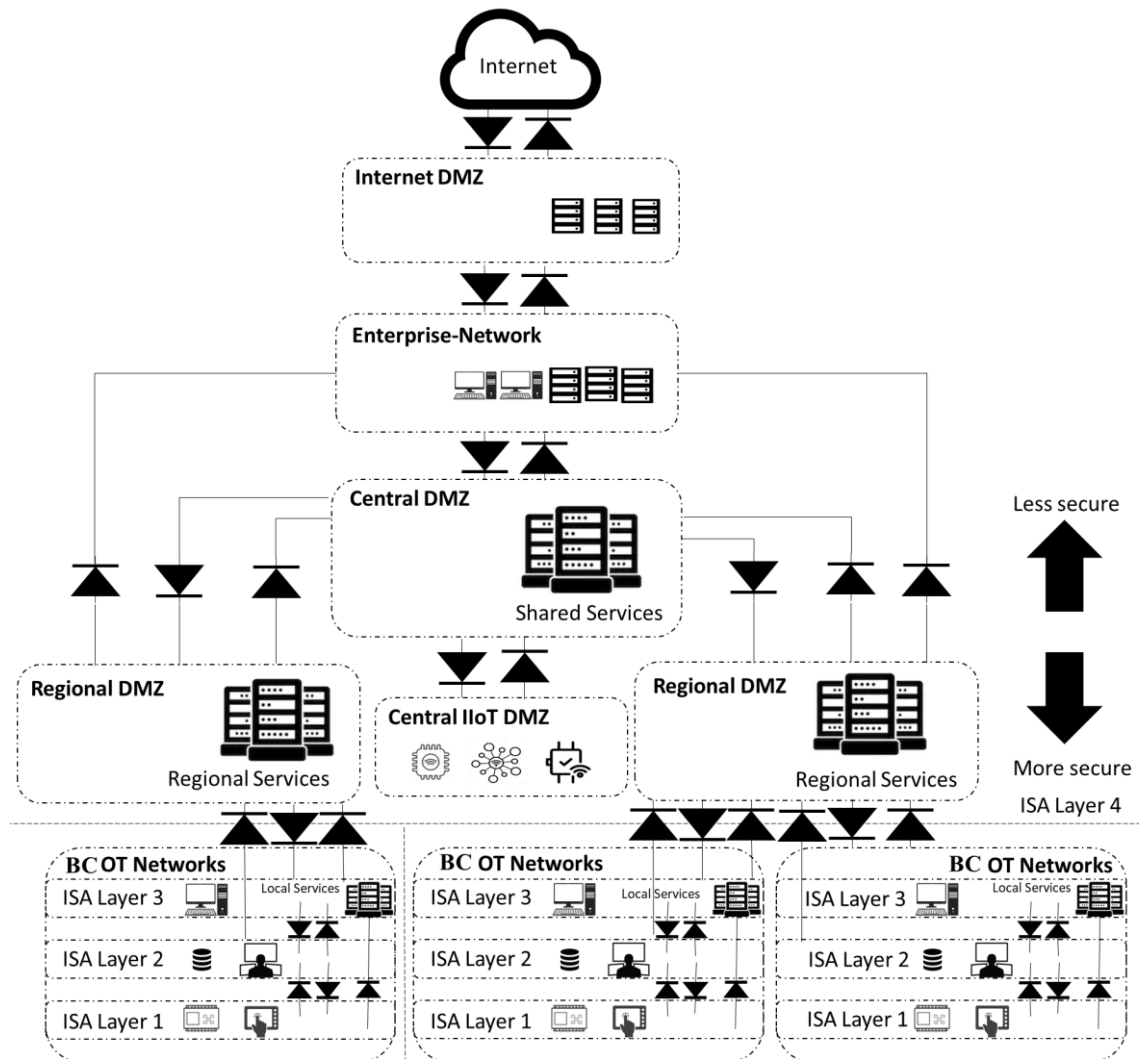 Internet
Internet DMZ
Enterprise-Network
Central DMZ
Shared Services
Less secure
Regional DMZ
Regional Services
Central IIoT DMZ
Regional DMZ
Regional Services
More secure
ISA Layer 4
BC OT Networks
ISA Layer 3
Local Services
ISA Layer 2
ISA Layer 1
BC OT Networks
ISA Layer 3
Local Services
ISA Layer 2
ISA Layer 1
BC OT Networks
ISA Layer 3
Local Services
ISA Layer 2
ISA Layer 1